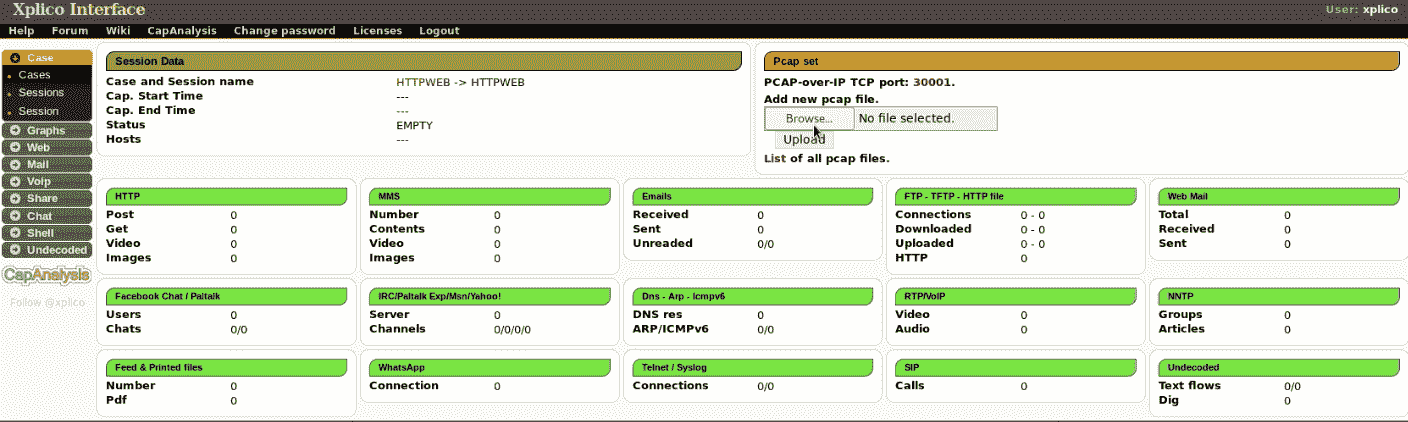 Xplico Interface
User: xplico
Help Forum Wiki CapAnalysis Change password Licenses Logout
Case
Cases
Sessions
Session
Graphs
Web
Mail
Voip
Share
Chat
Shell
Undecoded
CapAnalysis
Follow @xplico
Session Data
Case and Session name HTTPWEB -> HTTPWEB
Cap. Start Time ---
Cap. End Time ---
Status EMPTY
Hosts ---
Pcap set
PCAP-over-IP TCP port: 30001.
Add new pcap file.
Browse... No file selected.
Upload
List of all pcap files.
HTTP
Post 0
Get 0
Video 0
Images 0
MMS
Number 0
Contents 0
Video 0
Images 0
Emails
Received 0
Sent 0
Unreaded 0/0
FTP - TFTP - HTTP file
Connections 0 - 0
Downloaded 0 - 0
Uploaded 0 - 0
HTTP 0
Web Mail
Total 0
Received 0
Sent 0
Facebook Chat / Paltalk
Users 0
Chats 0/0
IRC/Paltalk Exp/Msn/Yahoo!
Server 0
Channels 0/0/0/0
Dns - Arp - Icmpv6
DNS res 0
ARP/ICMPv6 0/0
RTP/VoIP
Video 0
Audio 0
NNTP
Groups 0
Articles 0
Feed & Printed files
Number 0
Pdf 0
WhatsApp
Connection 0
Telnet / Syslog
Connections 0/0
SIP
Calls 0
Undecoded
Text flows 0/0
Dig 0